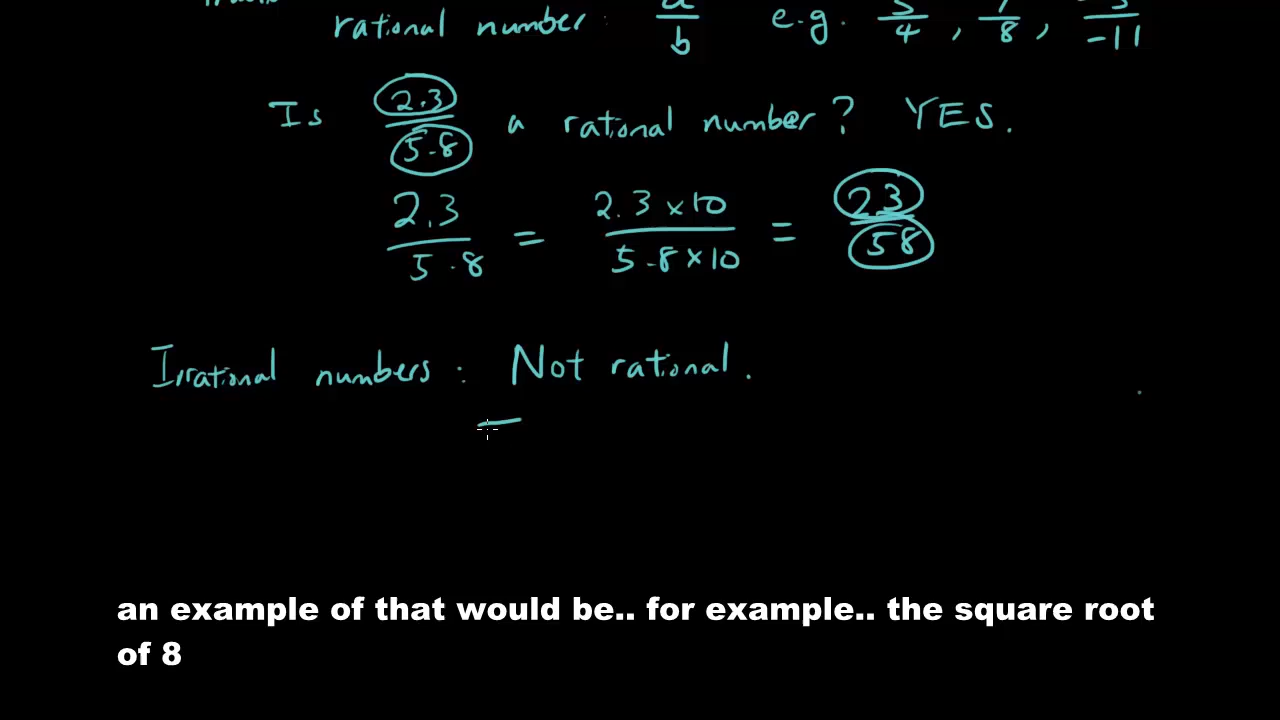 rational number: a/b e.g. 3/4, 7/8, /-11
Is 2.3/5.8 a rational number? YES.
2.3/5.8 = 2.3×10/5.8×10 = 23/58
Irrational numbers: Not rational.
an example of that would be.. for example.. the square root
of 8